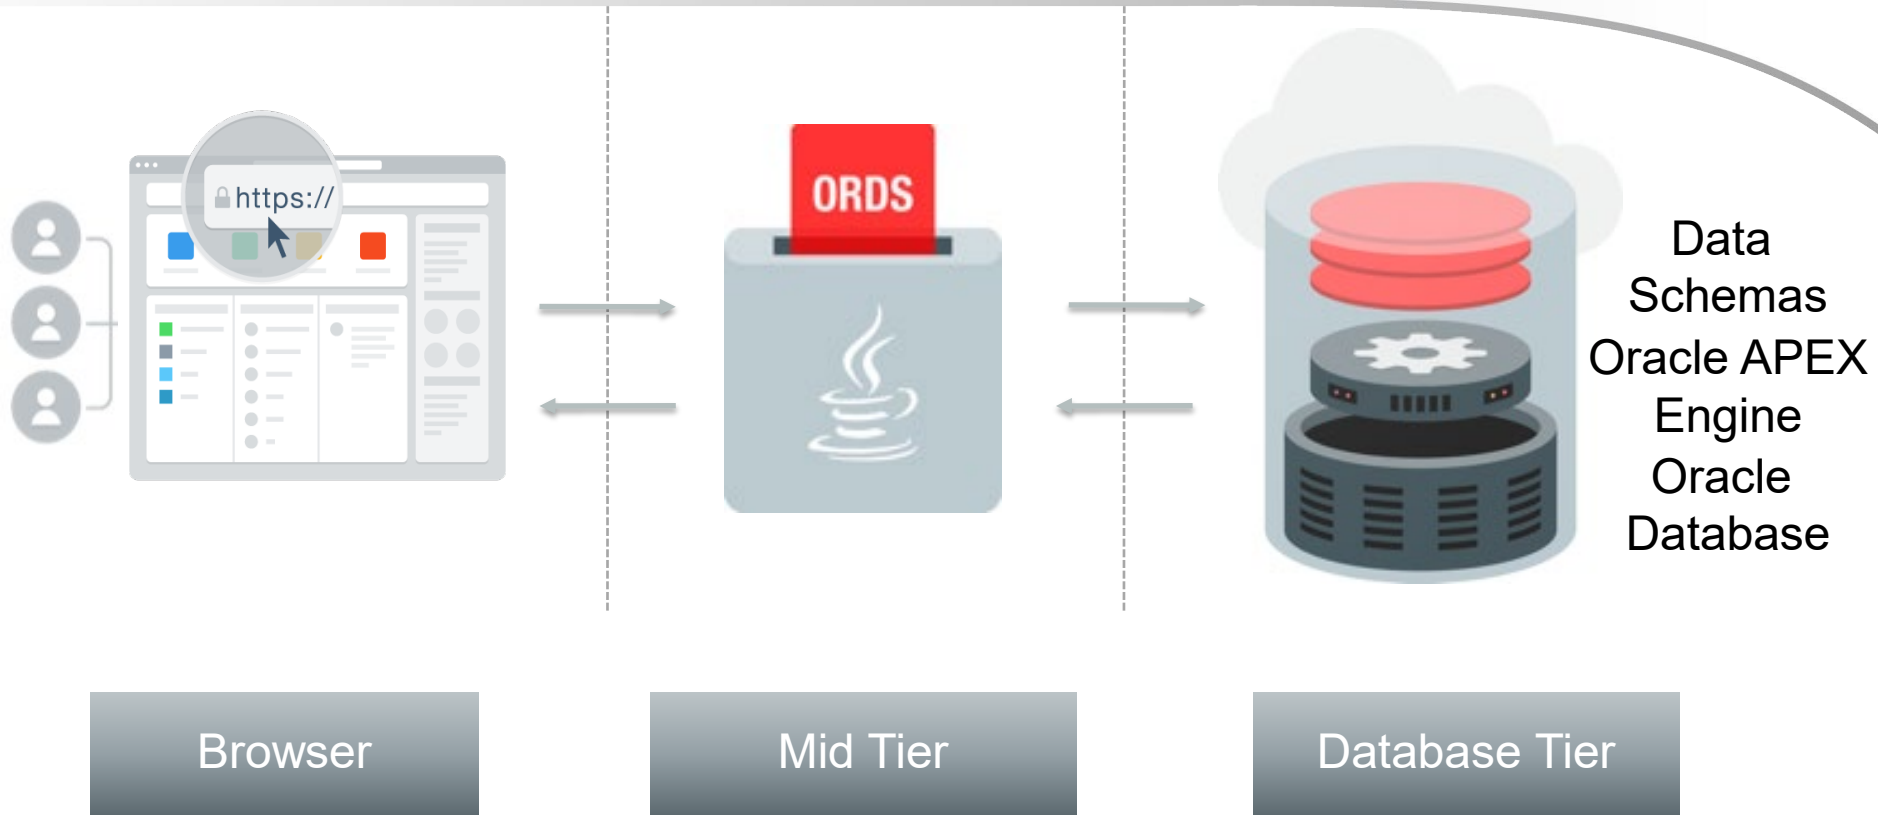 https://
ORDS
Data
Schemas
Oracle APEX
Engine
Oracle
Database
Browser
Mid Tier
Database Tier